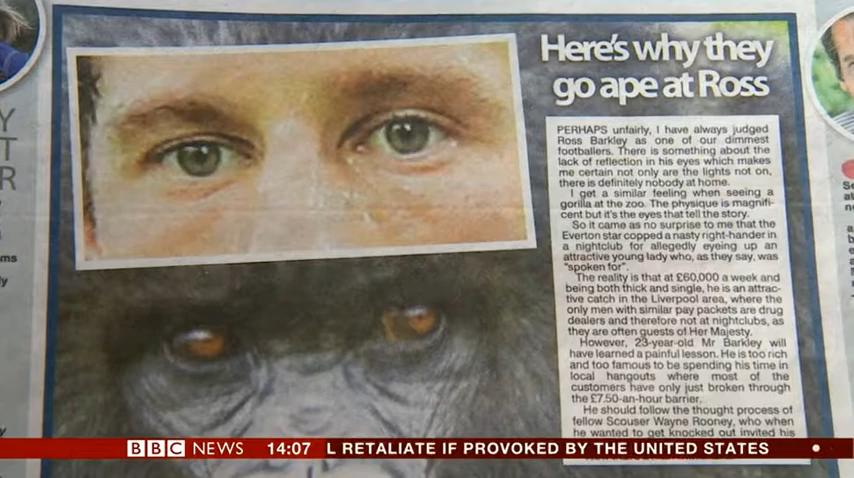 Here's why they
go ape at Ross
PERHAPS unfairly, I have always judged
Ross Barkley as one of our dimmest
footballers. There is something about the
lack of reflection in his eyes which makes
me certain not only are the lights not on,
there is definitely nobody at home.
I get a similar feeling when seeing a
gorilla at the zoo. The physique is magnifi-
cent but it's the eyes that tell the story.
So it came as no surprise to me that the
Everton star copped a nasty right-hander in
a nightclub for allegedly eyeing up an
attractive young lady who, as they say, was
"spoken for".
The reality is that at £60,000 a week and
being both thick and single, he is an attrac-
tive catch in the Liverpool area, where the
only men with similar pay packets are drug
dealers and therefore not at nightclubs, as
they are often guests of Her Majesty.
However, 23-year-old Mr Barkley will
have learned a painful lesson. He is too rich
and too famous to be spending his time in
local hangouts where most of the
customers have only just broken through
the £7.50-an-hour barrier.
He should follow the thought process of
fellow Scouser Wayne Rooney, who when
he wanted to get knocked out invited his
BBC NEWS 14:07 L RETALIATE IF PROVOKED BY THE UNITED STATES